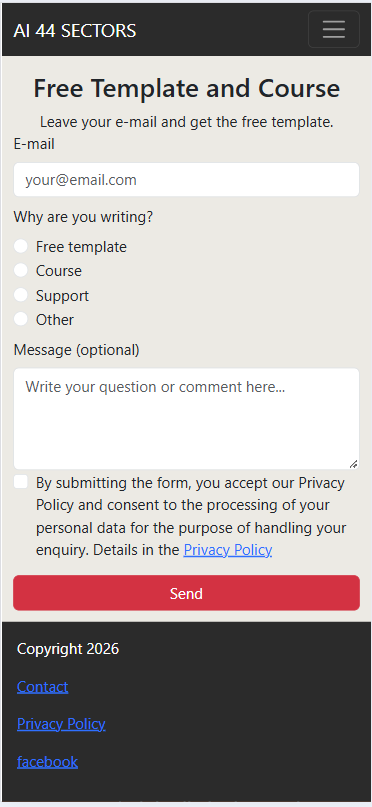 AI 44 SECTORS
Free Template and Course
Leave your e-mail and get the free template.
E-mail
your@email.com
Why are you writing?
Free template
Course
Support
Other
Message (optional)
Write your question or comment here...
By submitting the form, you accept our Privacy
Policy and consent to the processing of your
personal data for the purpose of handling your
enquiry. Details in the Privacy Policy
Send
Copyright 2026
Contact
Privacy Policy
facebook